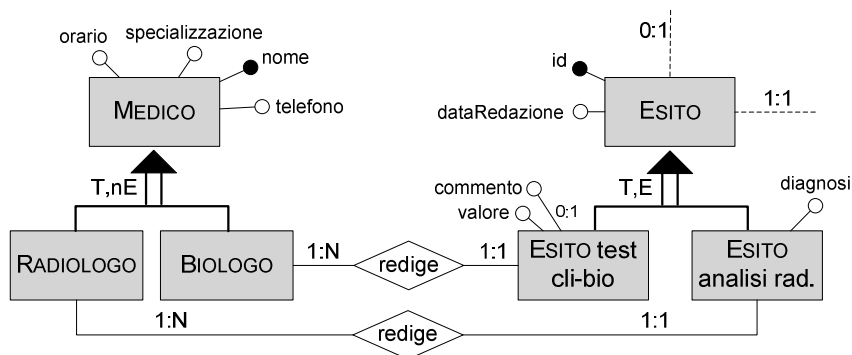 orario
specializzazione
nome
MEDICO
telefono
T,nE
RADIOLOGO
BIOLOGO
1:N
redige
1:1
1:N
redige
1:1
0:1
id
1:1
dataRedazione
ESITO
T,E
commento
0:1
valore
diagnosi
ESITO test
cli-bio
ESITO
analisi rad.